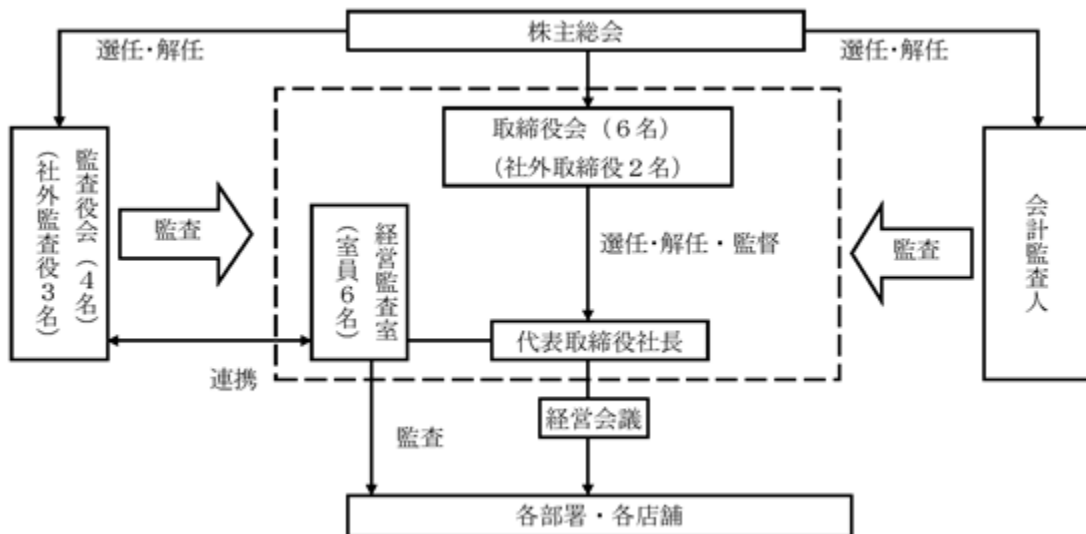 株主総会
選任･解任
選任･解任
取締役会（６名）
（社外取締役２名）
監査役会（４名）
（社外監査役３名）
監査
経営監査室
（室員６名）
選任･解任・監督
監査
会計監査人
代表取締役社長
連携
経営会議
監査
各部署・各店舗